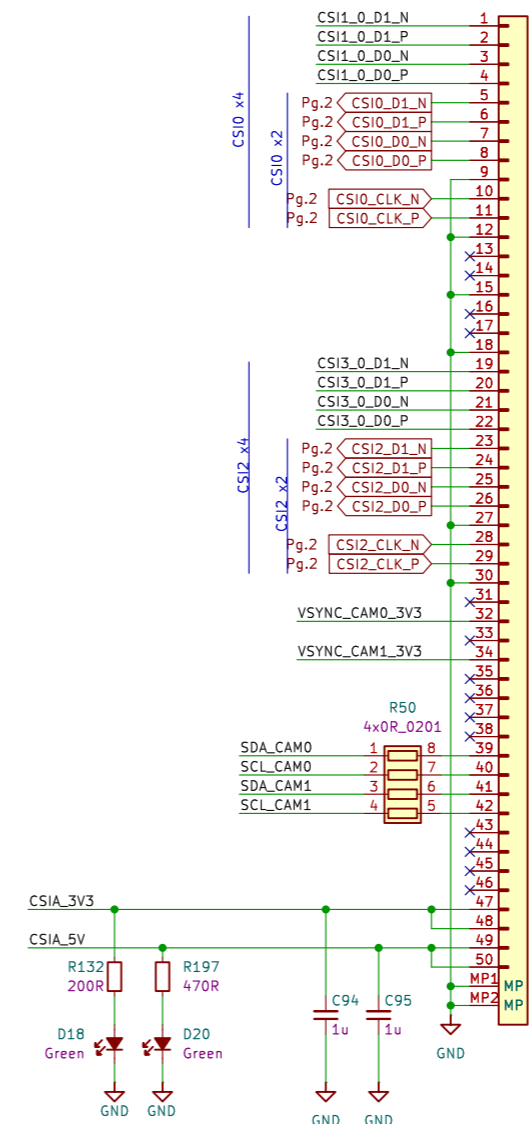 CSI1_0_D1_N 1
CSI1_0_D1_P 2
CSI1_0_D0_N 3
CSI1_0_D0_P 4
CSI0 x4
CSI0 x2
Pg.2 CSI0_D1_N 5
Pg.2 CSI0_D1_P 6
Pg.2 CSI0_D0_N 7
Pg.2 CSI0_D0_P 8
9
Pg.2 CSI0_CLK_N 10
Pg.2 CSI0_CLK_P 11
12
13
14
15
16
17
18
CSI3_0_D1_N 19
CSI3_0_D1_P 20
CSI3_0_D0_N 21
CSI3_0_D0_P 22
CSI2 x4
CSI2 x2
Pg.2 CSI2_D1_N 23
Pg.2 CSI2_D1_P 24
Pg.2 CSI2_D0_N 25
Pg.2 CSI2_D0_P 26
27
Pg.2 CSI2_CLK_N 28
Pg.2 CSI2_CLK_P 29
30
31
VSYNC_CAM0_3V3 32
33
VSYNC_CAM1_3V3 34
35
36
37
38
R50
4x0R_0201
SDA_CAM0 1 8 39
SCL_CAM0 2 7 40
SDA_CAM1 3 6 41
SCL_CAM1 4 5 42
43
44
45
46
CSIA_3V3 47
48
CSIA_5V 49
50
R132 R197 MP1 MP
200R 470R MP2 MP
C94 C95
1u 1u
D18 D20
Green Green
GND
GND GND
GND GND